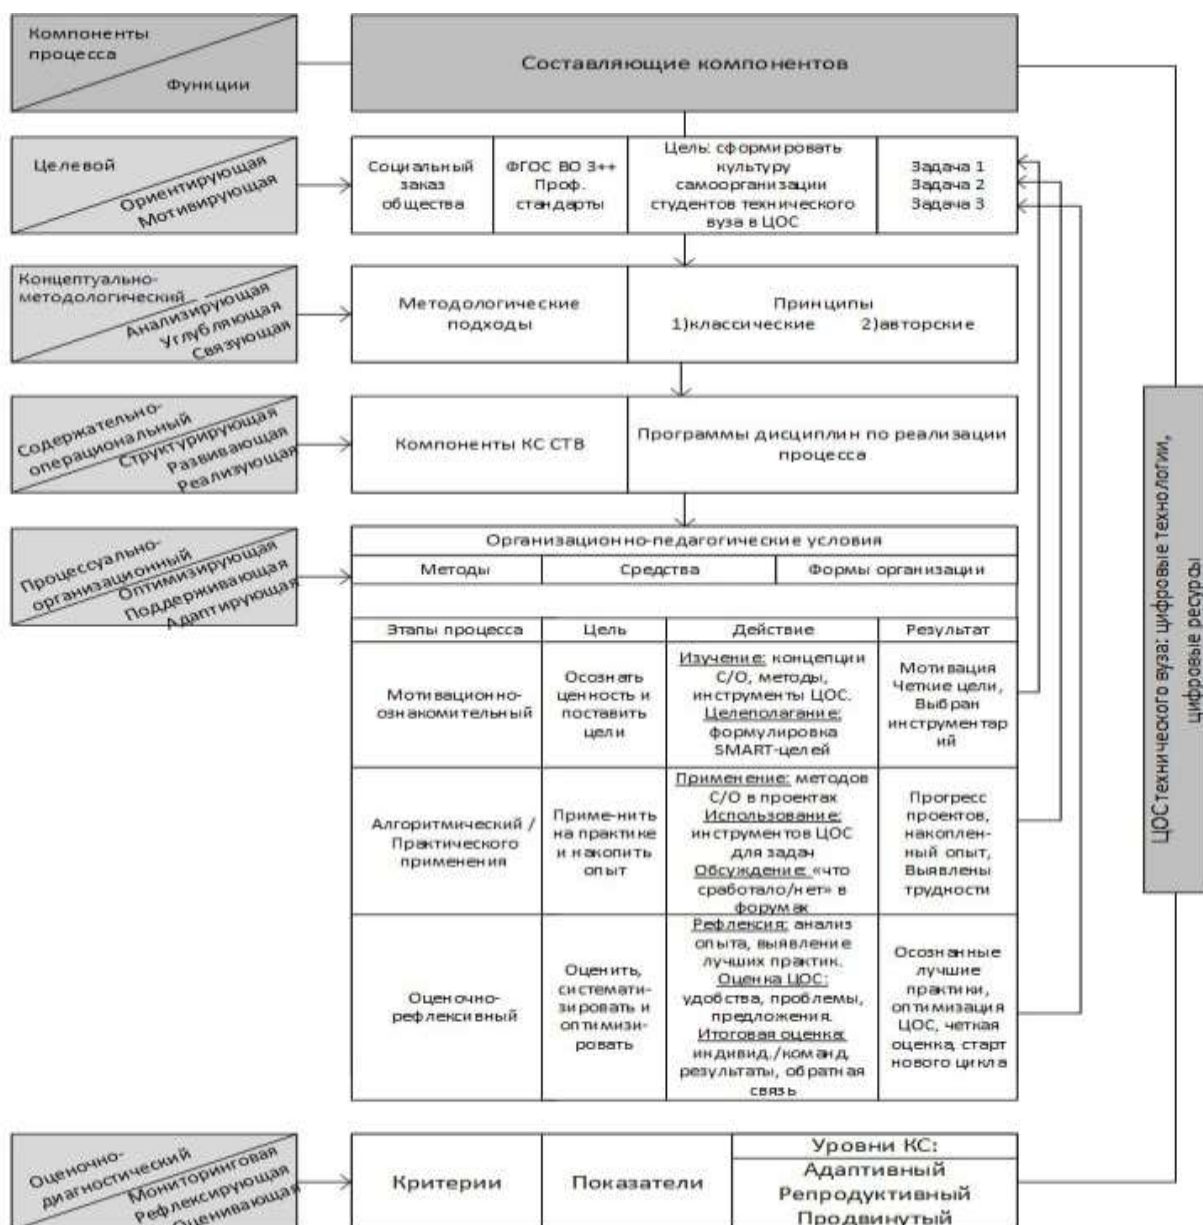 Компоненты
процесса
Функции
Составляющие компонентов
Целевой
Ориентирующая
Мотивирующая
Социальный
заказ
общества
ФГОС ВО 3++
Проф.
стандарты
Цель: сформировать
культуру
самоорганизации
студентов технического
вуза в ЦОС
Задача 1
Задача 2
Задача 3
Концептуально-
методологический
Анализирующая
Углубляющая
Связующая
Методологические
подходы
Принципы
1)классические 2)авторские
Содержательно-
операциональный
Структурирующая
Развивающая
Реализующая
Компоненты КС СТВ
Программы дисциплин по реализации
процесса
Процессуально-
организационный
Оптимизирующая
Поддерживающая
Адаптирующая
Организационно-педагогические условия
Методы
Средства
Формы организации
Этапы процесса
Цель
Действие
Результат
Мотивационно-
ознакомительный
Осознать
ценность и
поставить
цели
Изучение: концепции
С/О, методы,
инструменты ЦОС.
Целеполагание:
формулировка
SMART-целей
Мотивация
Четкие цели,
Выбран
инструментар
ий
Алгоритмический /
Практического
применения
Приме-нить
на практике
и накопить
опыт
Применение: методов
С/О в проектах
Использование:
инструментов ЦОС
для задач
Обсуждение: «что
сработало/нет» в
форумах
Прогресс
проектов,
накоплен-
ный опыт,
Выявлены
трудности
Оценочно-
рефлексивный
Оценить,
системати-
зировать и
оптимизи-
ровать
Рефлексия: анализ
опыта, выявление
лучших практик.
Оценка ЦОС:
удобства, проблемы,
предложения.
Итоговая оценка:
индивид./команд.
результаты, обратная
связь
Осознанные
лучшие
практики,
оптимизация
ЦОС, четкая
оценка, старт
нового цикла
Оценочно-
диагностический
Мониторинговая
Рефлексирующая
Оценивающая
Критерии
Показатели
Уровни КС:
Адаптивный
Репродуктивный
Продвинутый
ЦОС технического вуза: цифровые технологии,
цифровые ресурсы